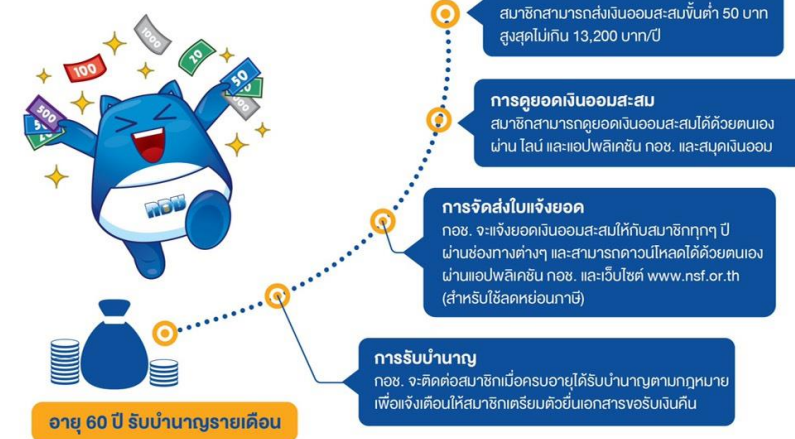 สมาชิกสามารถส่งเงินออมสะสมขั้นต่ำ 50 บาท
สูงสุดไม่เกิน 13,200 บาท/ปี
การดูยอดเงินออมสะสม
สมาชิกสามารถดูยอดเงินออมสะสมได้ด้วยตนเอง
ผ่าน ไลน์ และแอปพลิเคชัน กอช. และสมุดเงินออม
การจัดส่งใบแจ้งยอด
กอช. จะแจ้งยอดเงินออมสะสมให้กับสมาชิกทุกๆ ปี
ผ่านช่องทางต่างๆ และสามารถดาวน์โหลดได้ด้วยตนเอง
ผ่านแอปพลิเคชัน กอช. และเว็บไซต์ www.nsf.or.th
(สำหรับใช้ลดหย่อนภาษี)
การรับบำนาญ
กอช. จะติดต่อสมาชิกเมื่อครบอายุได้รับบำนาญตามกฎหมาย
เพื่อแจ้งเตือนให้สมาชิกเตรียมตัวยื่นเอกสารขอรับเงินคืน
อายุ 60 ปี รับบำนาญรายเดือน
1000
20
100
50
500
กอช